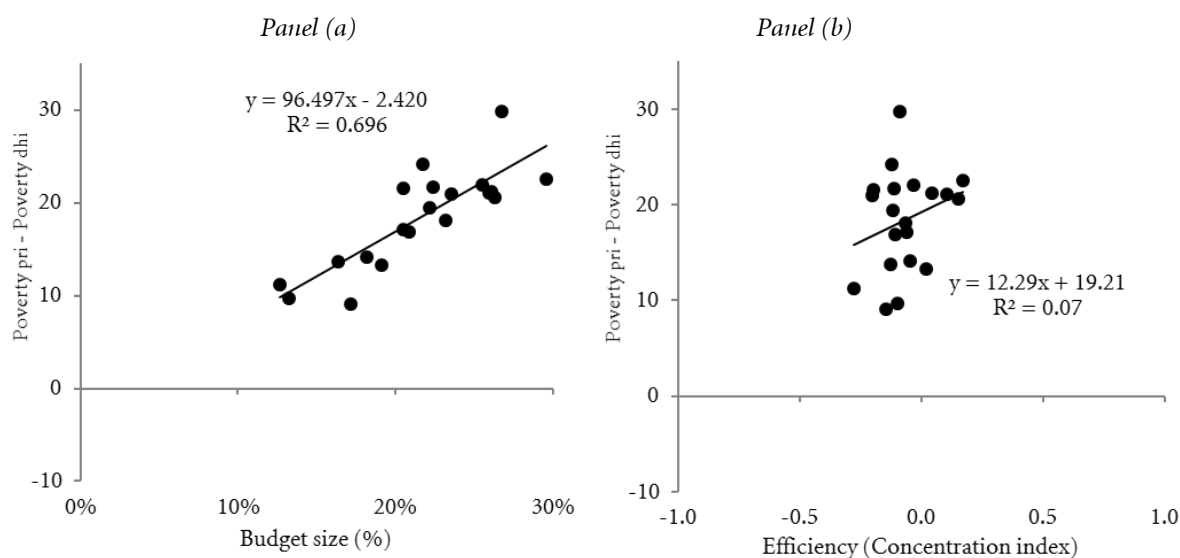 Panel (a)
Poverty pri - Poverty dhi
30
20
10
0
-10
y = 96.497x - 2.420
R² = 0.696
0%
10%
20%
30%
Budget size (%)
Panel (b)
Poverty pri - Poverty dhi
30
20
10
0
-10
y = 12.29x + 19.21
R² = 0.07
-1.0
-0.5
0.0
0.5
1.0
Efficiency (Concentration index)